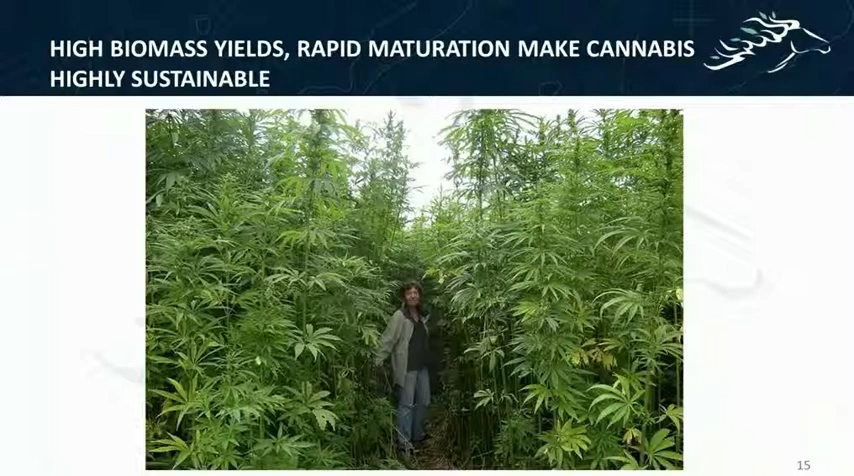 HIGH BIOMASS YIELDS, RAPID MATURATION MAKE CANNABIS
HIGHLY SUSTAINABLE
15